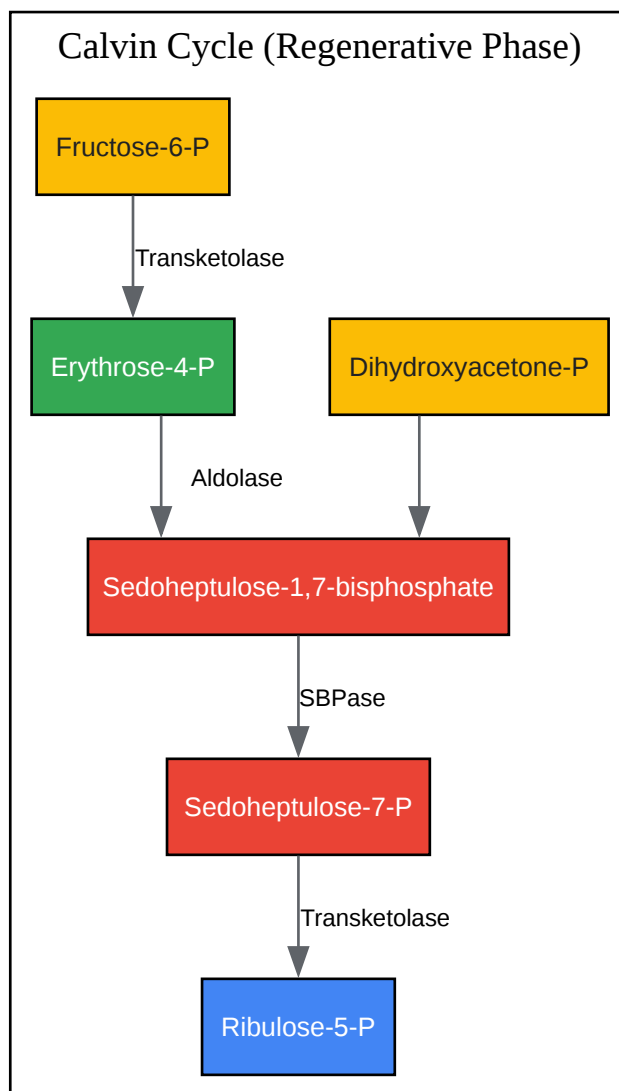 Calvin Cycle (Regenerative Phase)
Fructose-6-P
Transketolase
Erythrose-4-P
Dihydroxyacetone-P
Aldolase
Sedoheptulose-1,7-bisphosphate
SBPase
Sedoheptulose-7-P
Transketolase
Ribulose-5-P